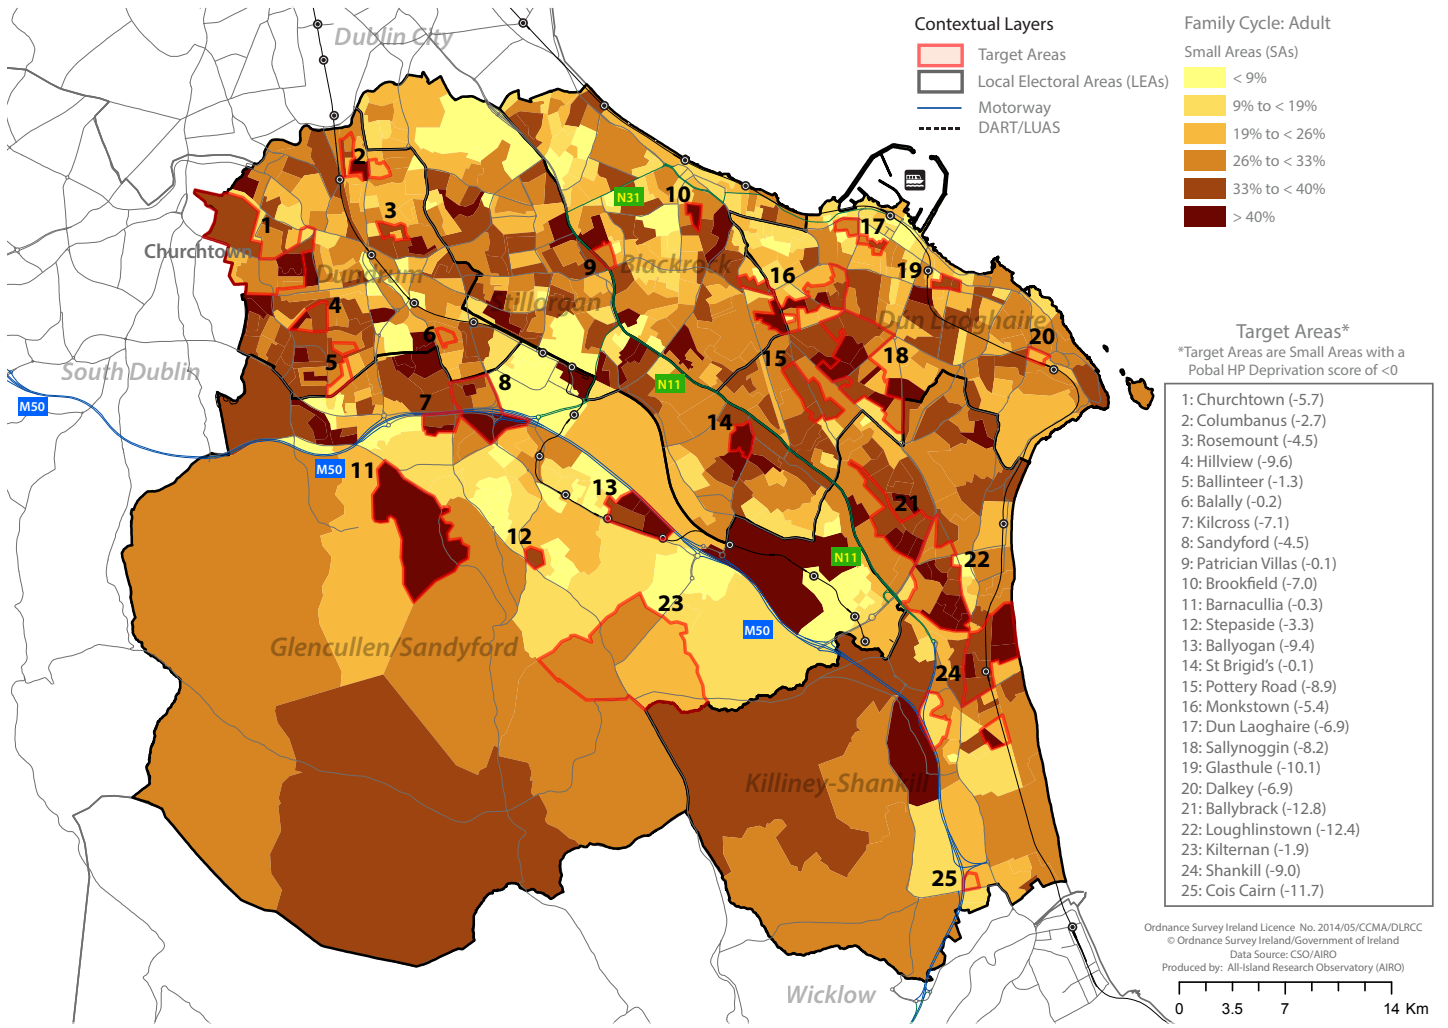 Contextual Layers
Target Areas
Local Electoral Areas (LEAs)
Motorway
DART/LUAS
Family Cycle: Adult
Small Areas (SAs)
< 9%
9% to < 19%
19% to < 26%
26% to < 33%
33% to < 40%
> 40%
Dublin City
2
N31
10
3
1
17
Churchtown
Dundrum
9
Blackrock
16
19
4
Stillorgan
Dún Laoghaire
6
20
5
15
18
South Dublin
8
N11
M50
7
14
M50
11
13
21
12
N11
22
23
M50
Glencullen/Sandyford
24
Killiney-Shankill
25
Wicklow
Target Areas*
*Target Areas are Small Areas with a
Pobal HP Deprivation score of <0
1: Churchtown (-5.7)
2: Columbanus (-2.7)
3: Rosemount (-4.5)
4: Hillview (-9.6)
5: Ballinteer (-1.3)
6: Balally (-0.2)
7: Kilcross (-7.1)
8: Sandyford (-4.5)
9: Patrician Villas (-0.1)
10: Brookfield (-7.0)
11: Barnacullia (-0.3)
12: Stepaside (-3.3)
13: Ballyogan (-9.4)
14: St Brigid's (-0.1)
15: Pottery Road (-8.9)
16: Monkstown (-5.4)
17: Dun Laoghaire (-6.9)
18: Sallynoggin (-8.2)
19: Glasthule (-10.1)
20: Dalkey (-6.9)
21: Ballybrack (-12.8)
22: Loughlinstown (-12.4)
23: Kilternan (-1.9)
24: Shankill (-9.0)
25: Cois Cairn (-11.7)
Ordnance Survey Ireland Licence No. 2014/05/CCMA/DLRCC
© Ordnance Survey Ireland/Government of Ireland
Data Source: CSO/AIRO
Produced by: All-Island Research Observatory (AIRO)
0 3.5 7 14 Km